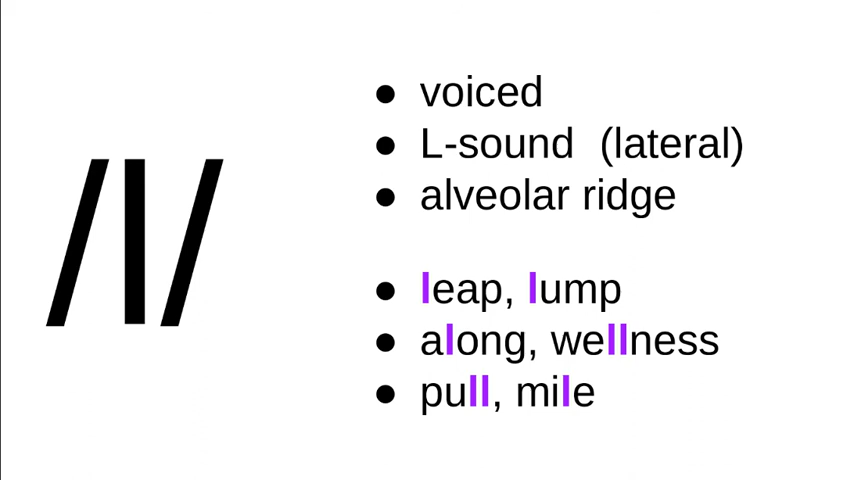 /l/
● voiced
● L-sound (lateral)
● alveolar ridge
● leap, lump
● along, wellness
● pull, mile